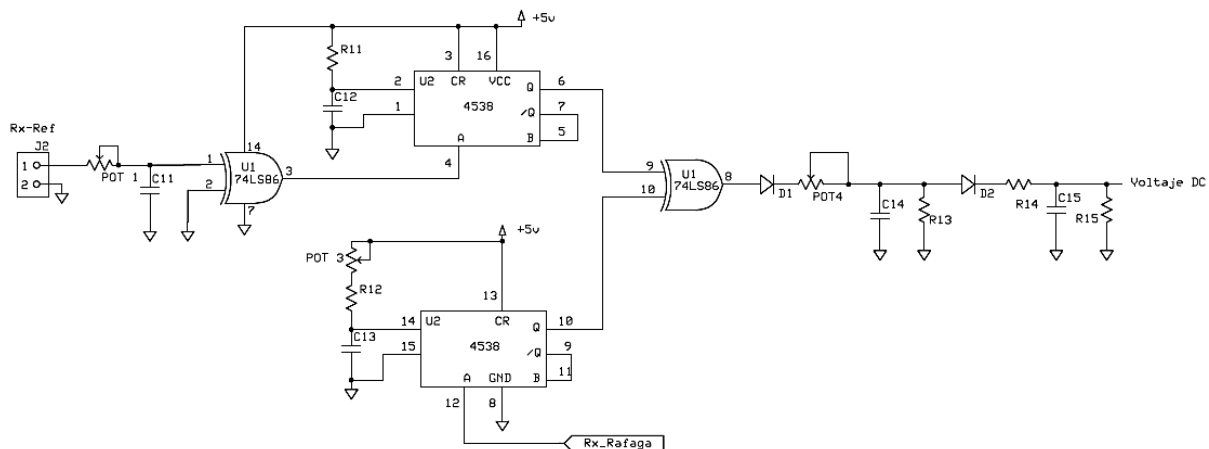 +5v
R11
3
16
2
U2
CR
VCC
Q
6
C12
4538
1
/Q
7
B
5
A
4
Rx-Ref
J2
1
2
POT 1
C11
14
1
2
U1
74LS86
3
7
9
10
U1
74LS86
8
D1
POT4
C14
R13
D2
R14
C15
R15
Voltaje DC
+5v
POT 3
R12
13
14
U2
CR
Q
10
C13
15
4538
/Q
9
B
11
A
GND
12
8
Rx_Rafaga